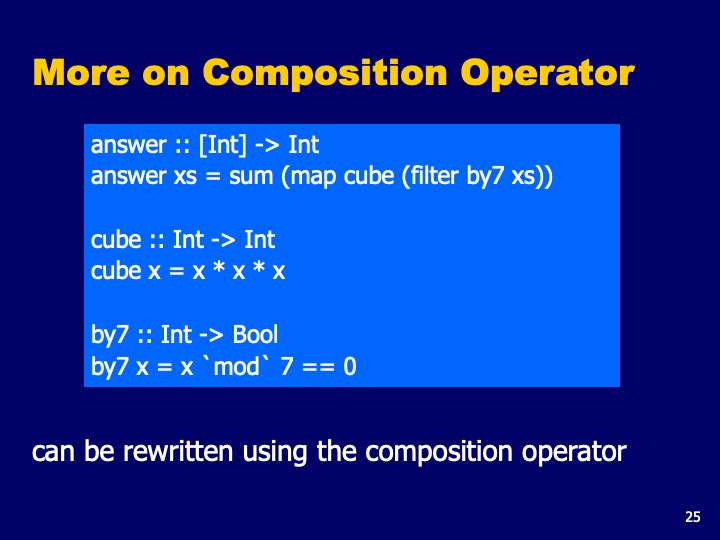 More on Composition Operator
answer :: [Int] -> Int
answer xs = sum (map cube (filter by7 xs))
cube :: Int -> Int
cube x = x * x * x
by7 :: Int -> Bool
by7 x = x `mod` 7 == 0
can be rewritten using the composition operator
25